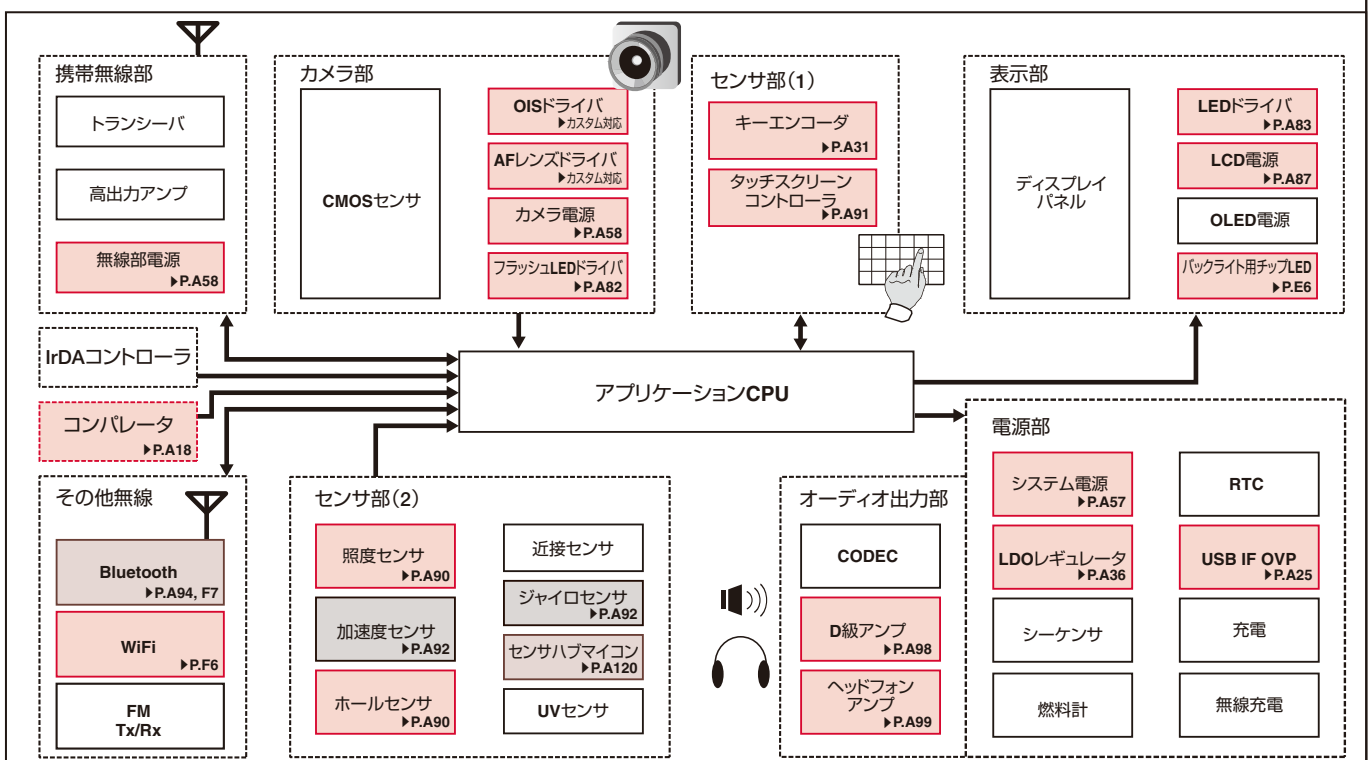 携帯無線部
トランシーバ
高出力アンプ
無線部電源
▶P.A58
カメラ部
CMOSセンサ
OISドライバ
▶カスタム対応
AFレンズドライバ
▶カスタム対応
カメラ電源
▶P.A58
フラッシュLEDドライバ
▶P.A82
センサ部(1)
キーエンコーダ
▶P.A31
タッチスクリーン
コントローラ
▶P.A91
表示部
ディスプレイ
パネル
LEDドライバ
▶P.A83
LCD電源
▶P.A87
OLED電源
バックライト用チップLED
▶P.E6
IrDAコントローラ
コンパレータ
▶P.A18
アプリケーションCPU
その他無線
Bluetooth
▶P.A94, F7
WiFi
▶P.F6
FM
Tx/Rx
センサ部(2)
照度センサ
▶P.A90
加速度センサ
▶P.A92
ホールセンサ
▶P.A90
近接センサ
ジャイロセンサ
▶P.A92
センサハブマイコン
▶P.A120
UVセンサ
オーディオ出力部
CODEC
D級アンプ
▶P.A98
ヘッドフォン
アンプ
▶P.A99
電源部
システム電源
▶P.A57
LDOレギュレータ
▶P.A36
シーケンサ
燃料計
RTC
USB IF OVP
▶P.A25
充電
無線充電